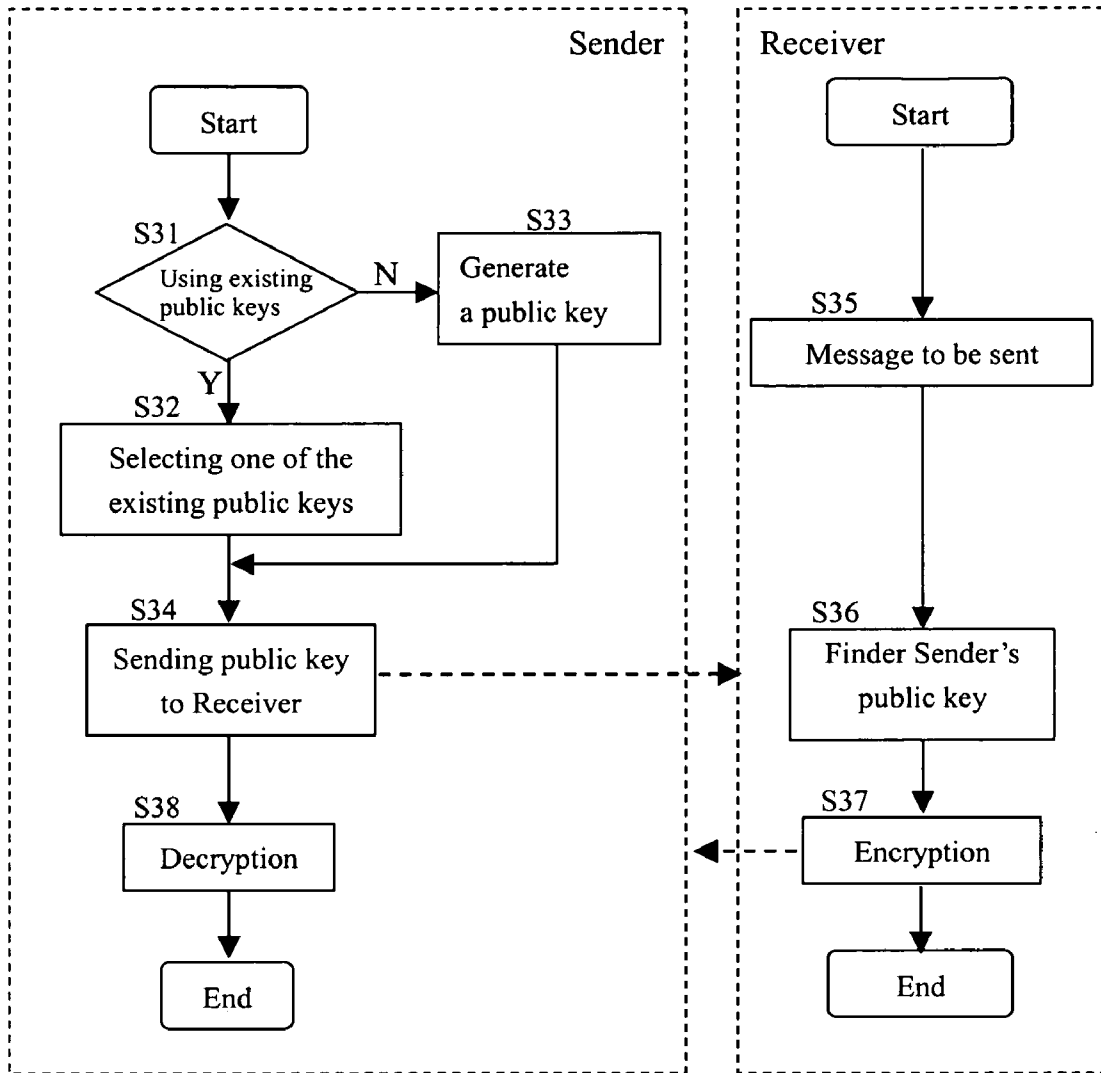 Sender
Start
S31
Using existing
public keys
N
Y
S33
Generate
a public key
S32
Selecting one of the
existing public keys
S34
Sending public key
to Receiver
S38
Decryption
End
Receiver
Start
S35
Message to be sent
S36
Finder Sender's
public key
S37
Encryption
End